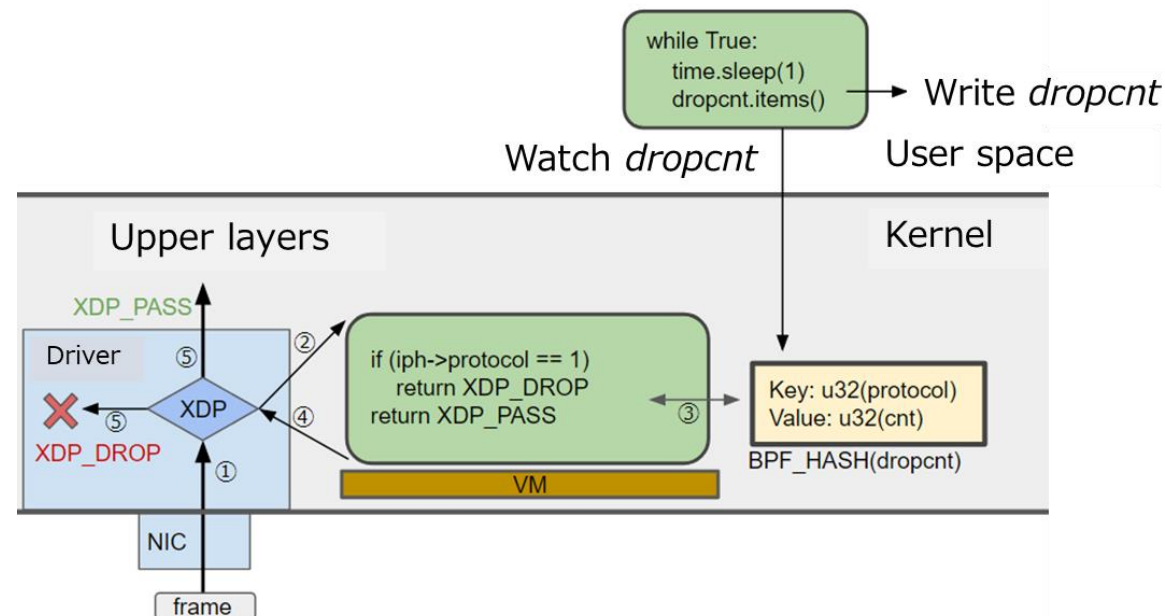 while True:
time.sleep(1)
dropcnt.items()
Write dropcnt
Watch dropcnt
User space
Upper layers
Kernel
XDP_PASS
Driver
⑤
②
XDP
⑤
④
XDP_DROP
①
if (iph->protocol == 1)
return XDP_DROP
return XDP_PASS
③
VM
Key: u32(protocol)
Value: u32(cnt)
BPF_HASH(dropcnt)
NIC
frame